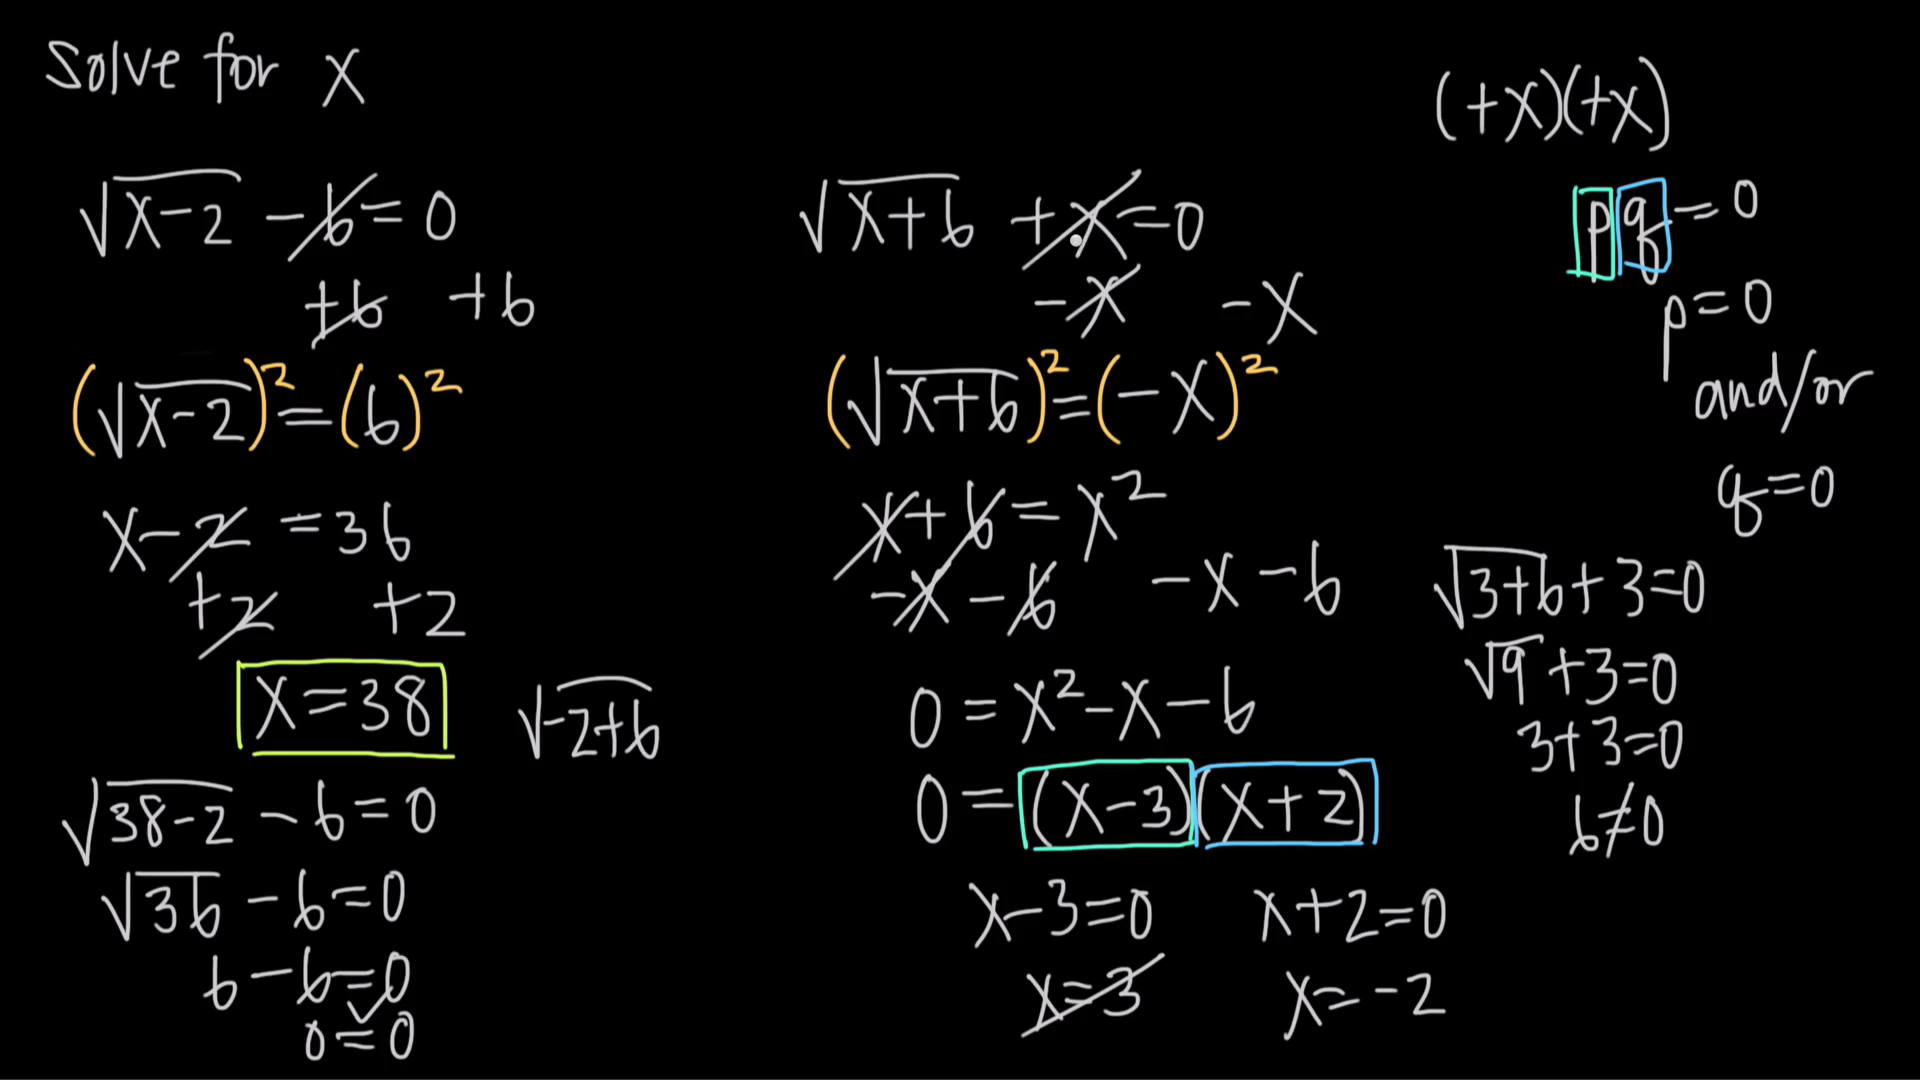 Solve for x
√(x-2) - 6 = 0
+6 +6
(√(x-2))² = (6)²
x - 2 = 36
+2 +2
x = 38
√(38-2) - 6 = 0
√36 - 6 = 0
6 - 6 = 0
✓
0 = 0
√(x+6) + x = 0
-x -x
(√(x+6))² = (-x)²
x + 6 = x²
-x - 6 -x - 6
√(-2+6)
0 = x² - x - 6
0 = (x-3)(x+2)
x - 3 = 0 x + 2 = 0
x = 3 x = -2
(+x)(+x)
pq = 0
p = 0
and/or
q = 0
√(3+6) + 3 = 0
√9 + 3 = 0
3 + 3 = 0
6 ≠ 0